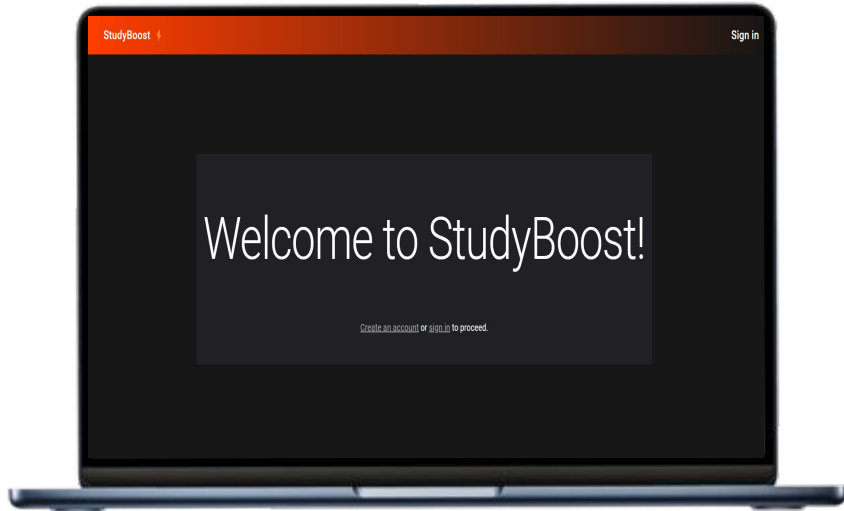 StudyBoost Sign in
Welcome to StudyBoost!
Create an account or sign in to proceed.